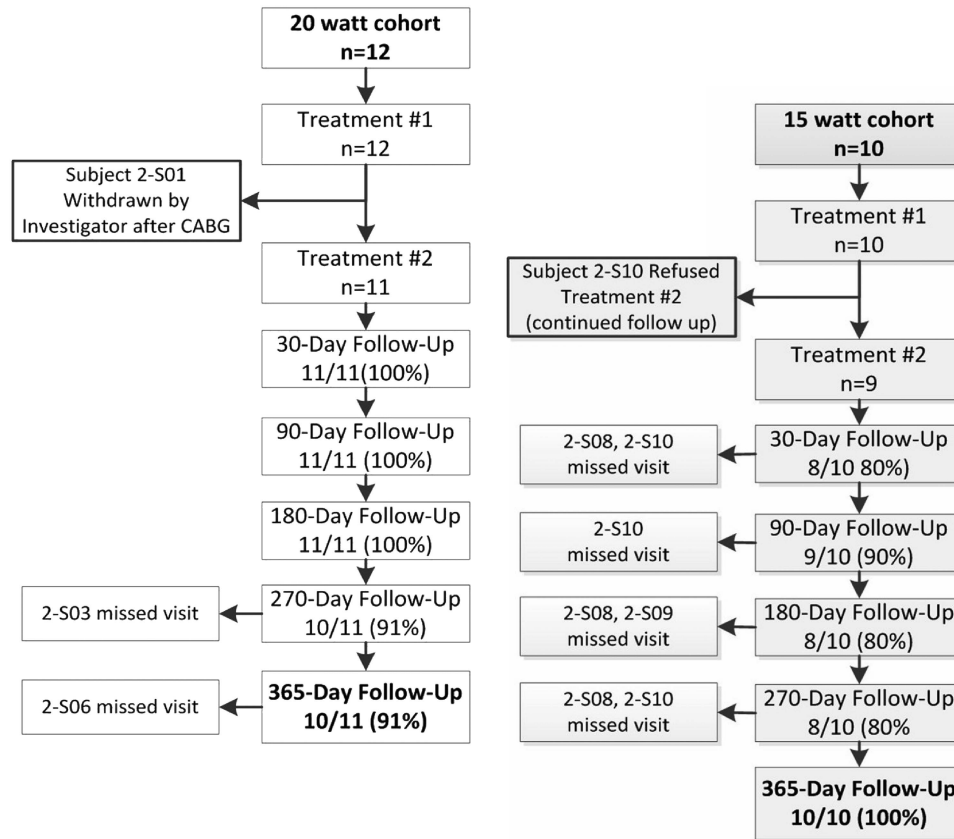 20 watt cohort
n=12
Treatment #1
n=12
Subject 2-S01
Withdrawn by
Investigator after CABG
Treatment #2
n=11
30-Day Follow-Up
11/11(100%)
90-Day Follow-Up
11/11 (100%)
180-Day Follow-Up
11/11 (100%)
270-Day Follow-Up
10/11 (91%)
2-S03 missed visit
365-Day Follow-Up
10/11 (91%)
2-S06 missed visit
15 watt cohort
n=10
Treatment #1
n=10
Subject 2-S10 Refused
Treatment #2
(continued follow up)
Treatment #2
n=9
30-Day Follow-Up
8/10 80%)
2-S08, 2-S10
missed visit
90-Day Follow-Up
9/10 (90%)
2-S10
missed visit
180-Day Follow-Up
8/10 (80%)
2-S08, 2-S09
missed visit
270-Day Follow-Up
8/10 (80%
2-S08, 2-S10
missed visit
365-Day Follow-Up
10/10 (100%)